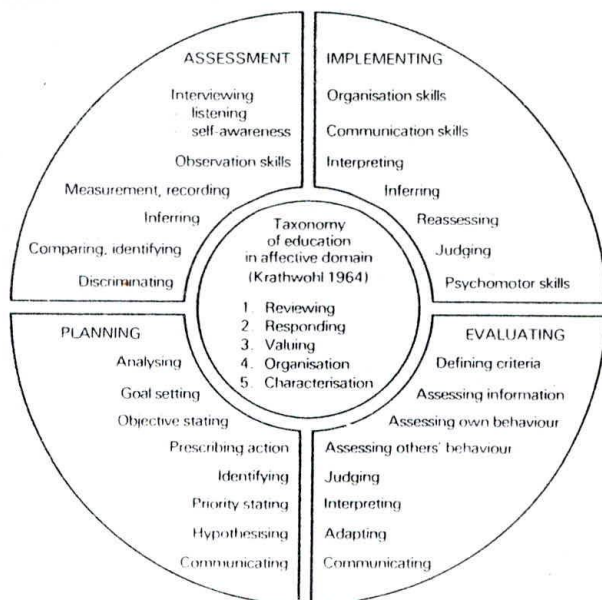 ASSESSMENT
Interviewing
listening
self-awareness
Observation skills
Measurement, recording
Inferring
Comparing, identifying
Discriminating
IMPLEMENTING
Organisation skills
Communication skills
Interpreting
Inferring
Reassessing
Judging
Psychomotor skills
Taxonomy
of education
in affective domain
(Krathwohl 1964)
1. Reviewing
2. Responding
3. Valuing
4. Organisation
5. Characterisation
PLANNING
Analysing
Goal setting
Objective stating
Prescribing action
Identifying
Priority stating
Hypothesising
Communicating
EVALUATING
Defining criteria
Assessing information
Assessing own behaviour
Assessing others' behaviour
Judging
Interpreting
Adapting
Communicating